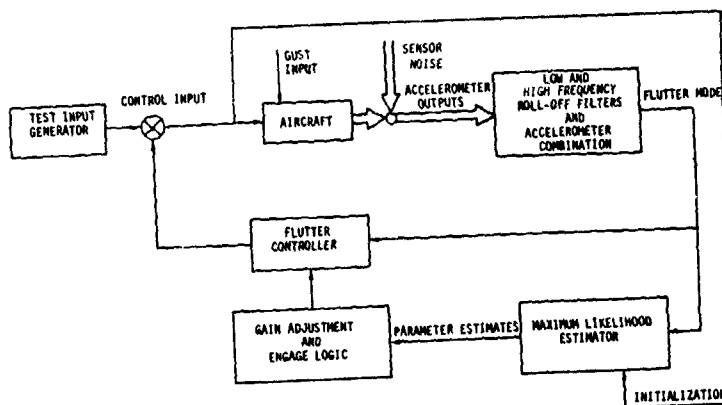 GUST
INPUT
SENSOR
NOISE
CONTROL INPUT
TEST INPUT
GENERATOR
AIRCRAFT
ACCELEROMETER
OUTPUTS
LOW AND
HIGH FREQUENCY
ROLL-OFF FILTERS
AND
ACCELEROMETER
COMBINATION
FLUTTER MODE
FLUTTER
CONTROLLER
GAIN ADJUSTMENT
AND
ENGAGE LOGIC
PARAMETER ESTIMATES
MAXIMUM LIKELIHOOD
ESTIMATOR
INITIALIZATION